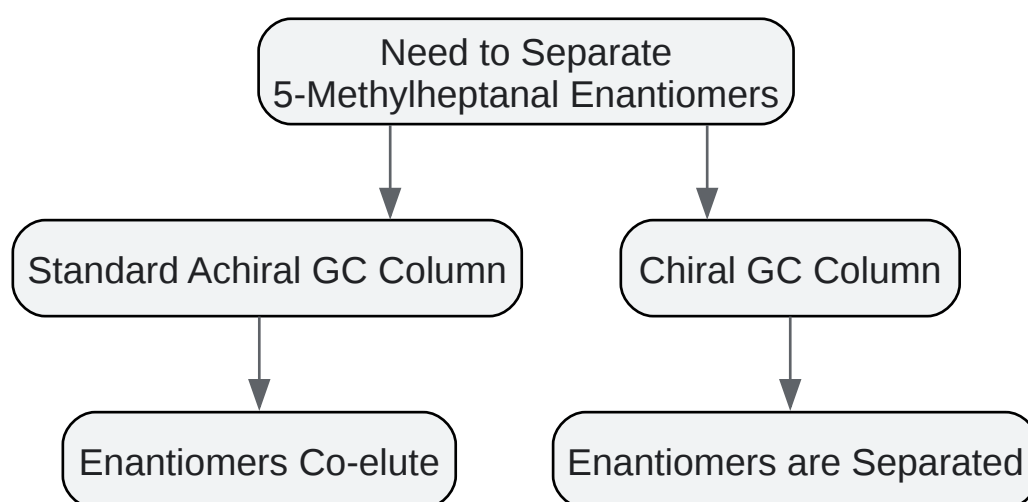 Need to Separate
5-Methylheptanal Enantiomers
Standard Achiral GC Column
Chiral GC Column
Enantiomers Co-elute
Enantiomers are Separated